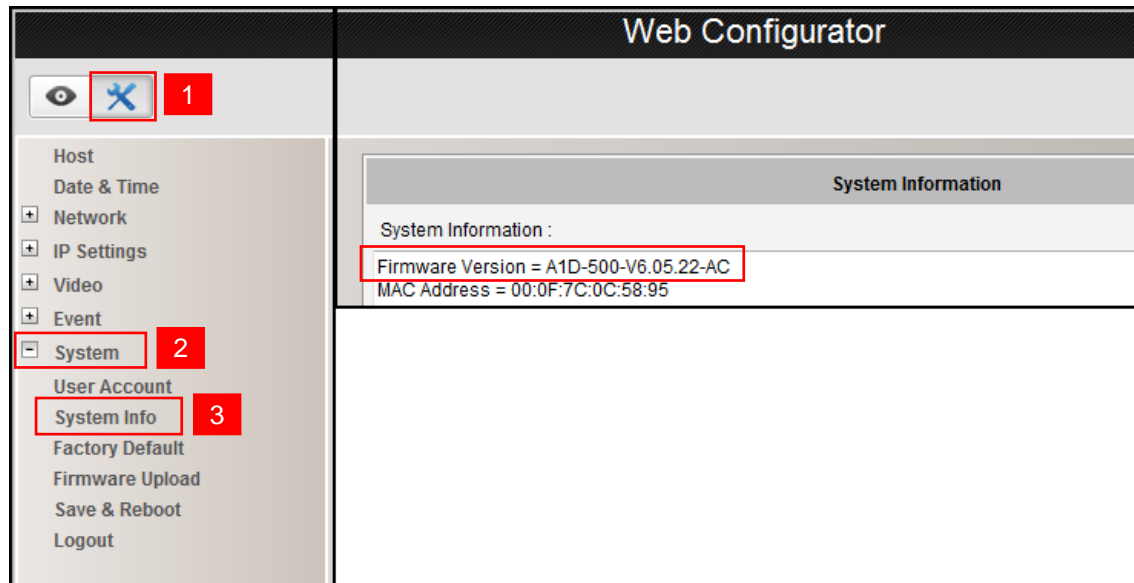 Web Configurator
1
Host
Date & Time
Network
IP Settings
Video
Event
System
2
User Account
System Info
3
Factory Default
Firmware Upload
Save & Reboot
Logout
System Information
System Information :
Firmware Version = A1D-500-V6.05.22-AC
MAC Address = 00:0F:7C:0C:58:95